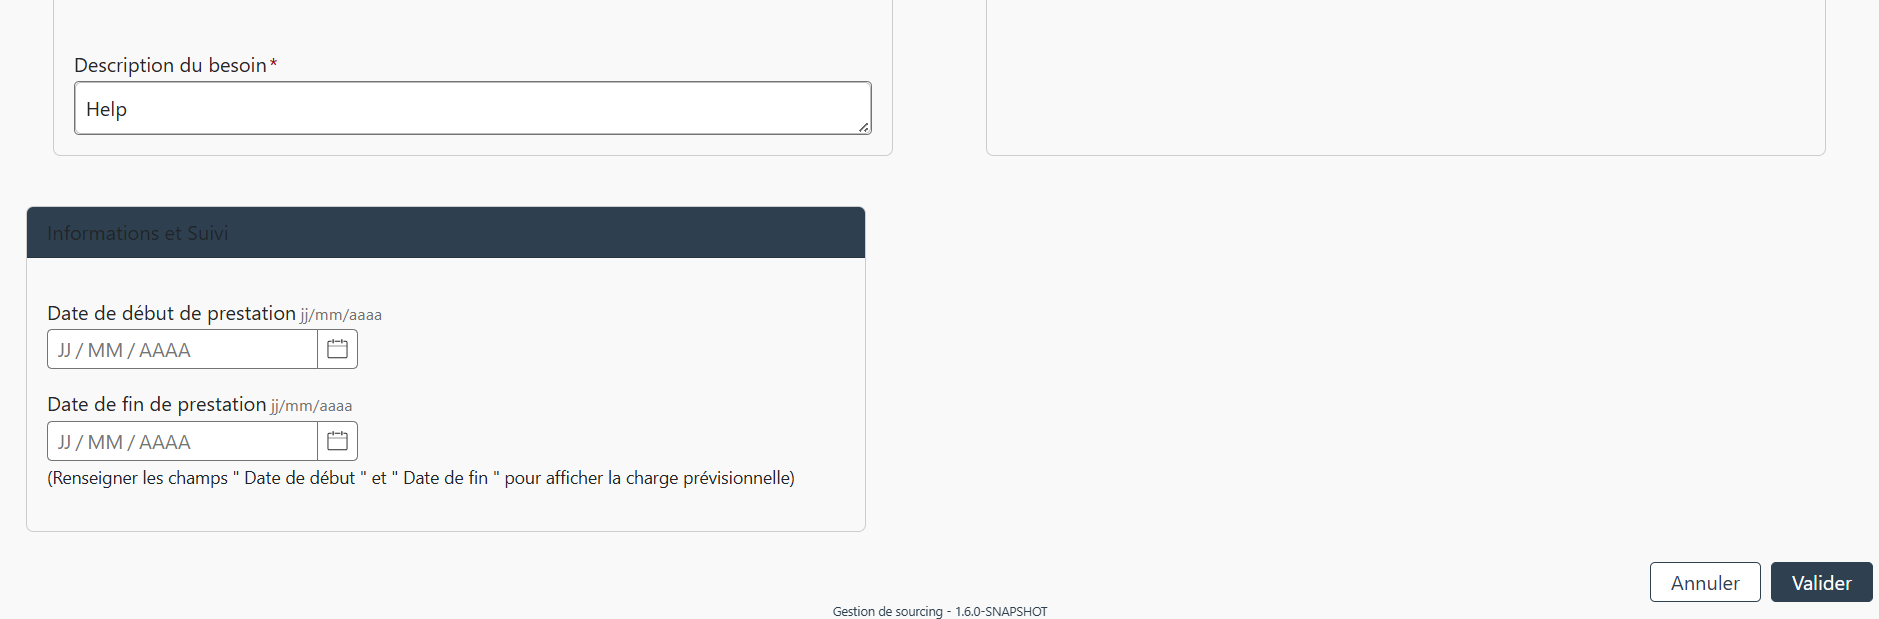 Description du besoin*
Help
Informations et Suivi
Date de début de prestation jj/mm/aaaa
JJ / MM / AAAA
Date de fin de prestation jj/mm/aaaa
JJ / MM / AAAA
(Renseigner les champs " Date de début " et " Date de fin " pour afficher la charge prévisionnelle)
Annuler
Valider
Gestion de sourcing - 1.6.0-SNAPSHOT